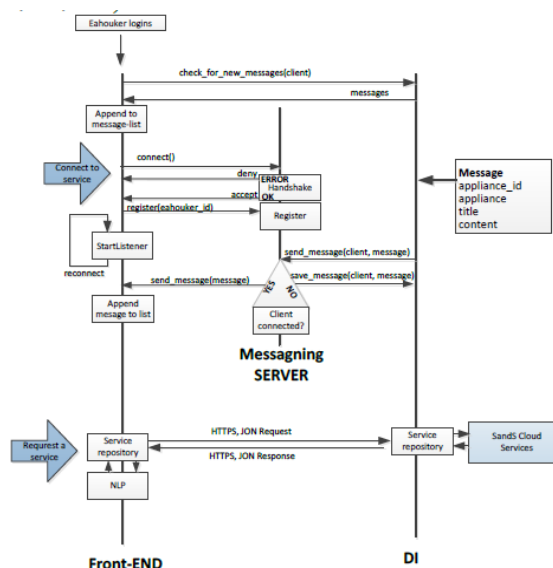 Eahouker logins
check_for_new_messages(client)
messages
Append to
message-list
Connect to
service
connect()
deny
ERROR
Handshake
accept
OK
register(eahouker_id)
Register
Message
appliance_id
appliance
title
content
StartListener
reconnect
send_message(client, message)
send_message(message)
YES
NO
save_message(client, message)
Append
mesage to list
Client
connected?
Messagning
SERVER
Requrest a
service
Service
repository
HTTPS, JON Request
HTTPS, JON Response
Service
repository
SandS Cloud
Services
NLP
Front-END
DI